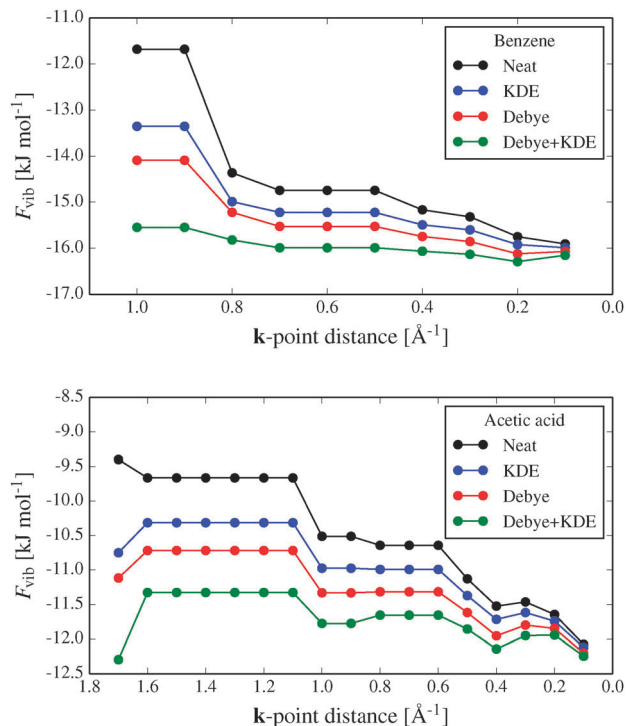 -11.0
-12.0
-13.0
-14.0
-15.0
-16.0
-17.0
F_vib [kJ mol⁻¹]
Benzene
Neat
KDE
Debye
Debye+KDE
1.0 0.8 0.6 0.4 0.2 0.0
k-point distance [Å⁻¹]
-8.5
-9.0
-9.5
-10.0
-10.5
-11.0
-11.5
-12.0
-12.5
F_vib [kJ mol⁻¹]
Acetic acid
Neat
KDE
Debye
Debye+KDE
1.8 1.6 1.4 1.2 1.0 0.8 0.6 0.4 0.2 0.0
k-point distance [Å⁻¹]